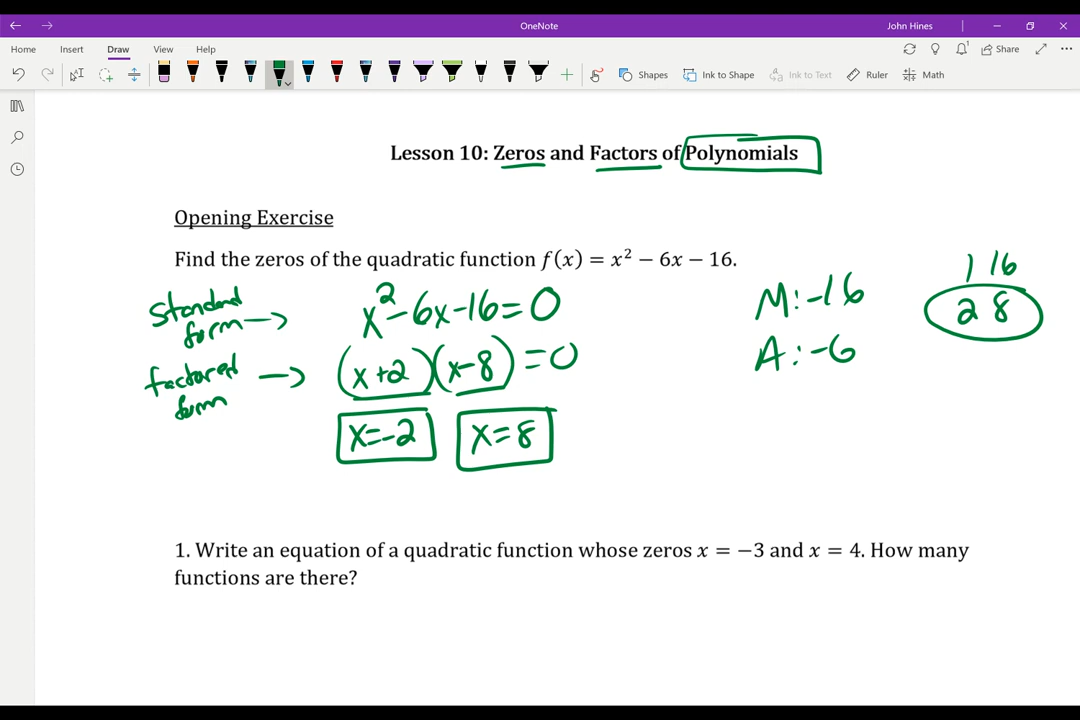 OneNote
John Hines
Home Insert Draw View Help
1 Share
Shapes Ink to Shape Ink to Text Ruler Math
Lesson 10: Zeros and Factors of Polynomials
Opening Exercise
Find the zeros of the quadratic function f(x) = x² − 6x − 16.
standard form → x² - 6x - 16 = 0
factored form → (x + 2)(x - 8) = 0
x = -2 x = 8
M: -16
A: -6
1 16
2 8
1. Write an equation of a quadratic function whose zeros x = −3 and x = 4. How many
functions are there?